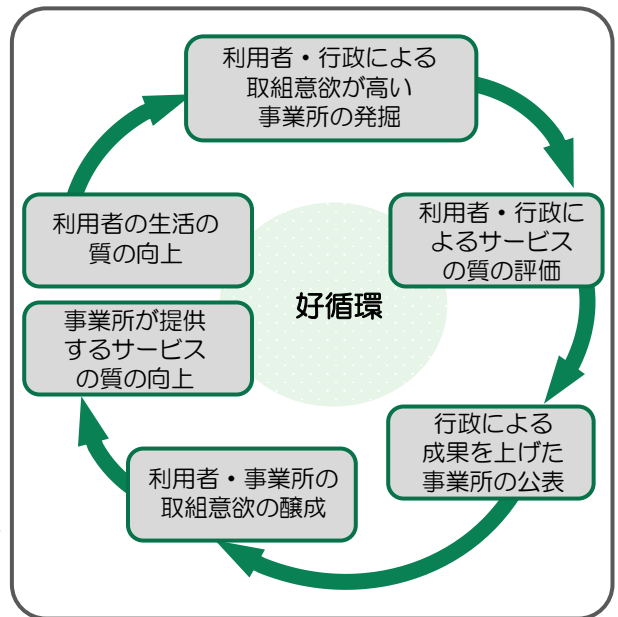 利用者・行政による
取組意欲が高い
事業所の発掘
利用者・行政に
よるサービス
の質の評価
行政による
成果を上げた
事業所の公表
利用者・事業所の
取組意欲の醸成
事業所が提供
するサービス
の質の向上
利用者の生活の
質の向上
好循環